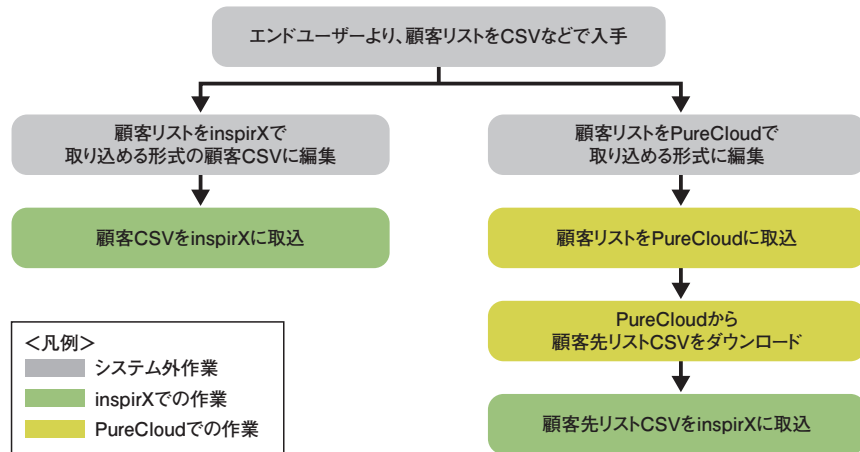 エンドユーザーより、顧客リストをCSVなどで入手
顧客リストをinspirXで
取り込める形式の顧客CSVに編集
顧客CSVをinspirXに取込
顧客リストをPureCloudで
取り込める形式に編集
顧客リストをPureCloudに取込
PureCloudから
顧客先リストCSVをダウンロード
顧客先リストCSVをinspirXに取込
<凡例>
システム外作業
inspirXでの作業
PureCloudでの作業